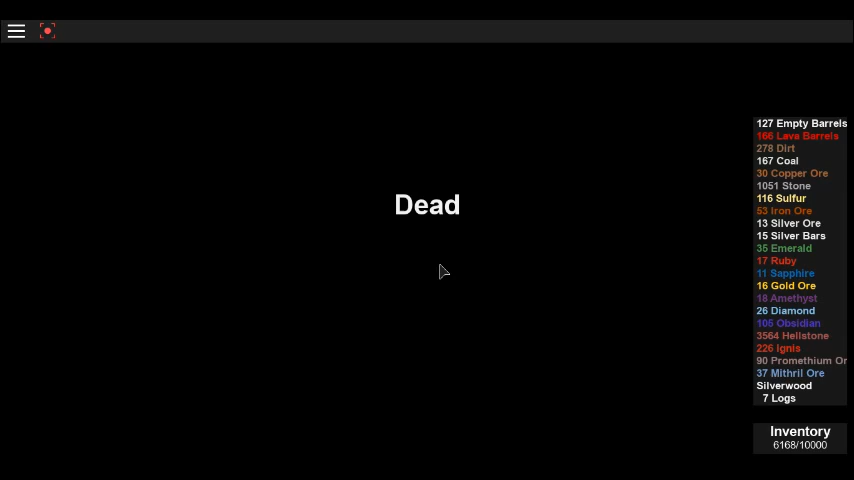 Dead
127 Empty Barrels
166 Lava Barrels
278 Dirt
167 Coal
30 Copper Ore
1051 Stone
116 Sulfur
53 Iron Ore
13 Silver Ore
15 Silver Bars
35 Emerald
17 Ruby
11 Sapphire
16 Gold Ore
18 Amethyst
26 Diamond
105 Obsidian
3564 Hellstone
226 Ignis
90 Promethium Or
37 Mithril Ore
Silverwood
7 Logs
Inventory
6168/10000